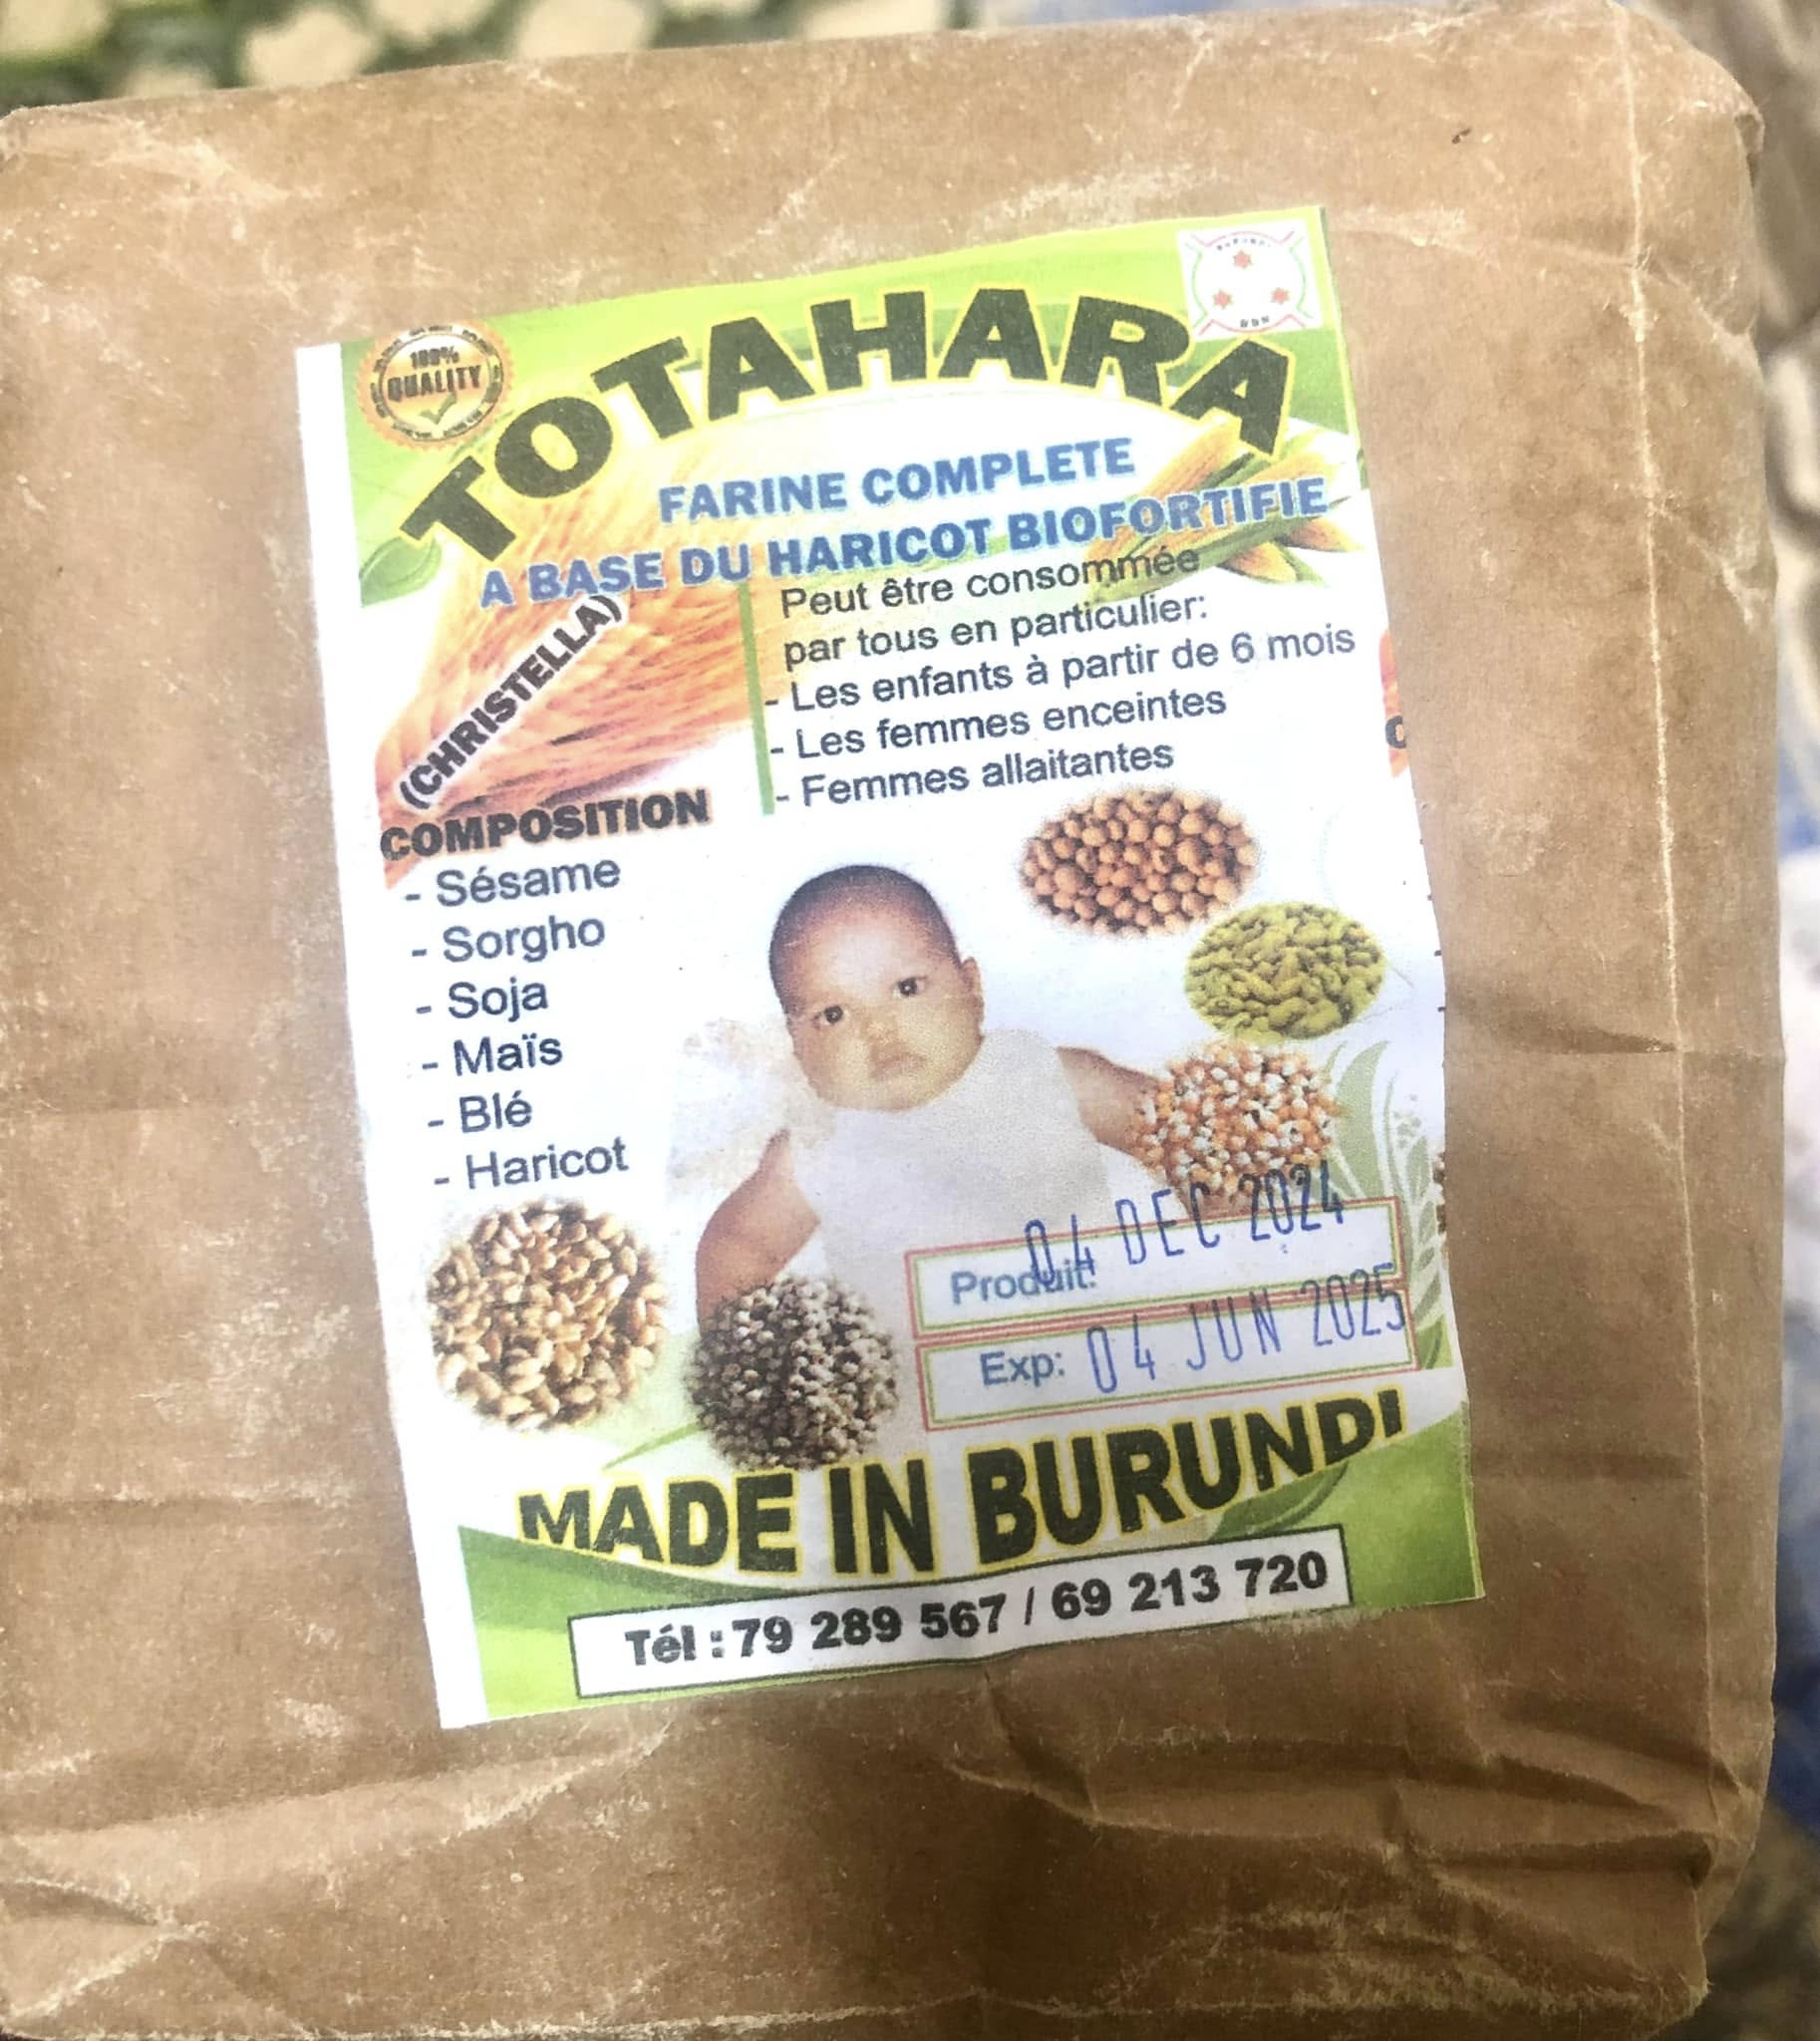 100%
QUALITY
TOTAHARA
FARINE COMPLETE
A BASE DU HARICOT BIOFORTIFIE
(CHRISTELLA)
Peut être consommée
par tous en particulier:
- Les enfants à partir de 6 mois
- Les femmes enceintes
- Femmes allaitantes
COMPOSITION
- Sésame
- Sorgho
- Soja
- Maïs
- Blé
- Haricot
Produit: 04 DEC 2024
Exp: 04 JUN 2025
MADE IN BURUNDI
Tél : 79 289 567 / 69 213 720